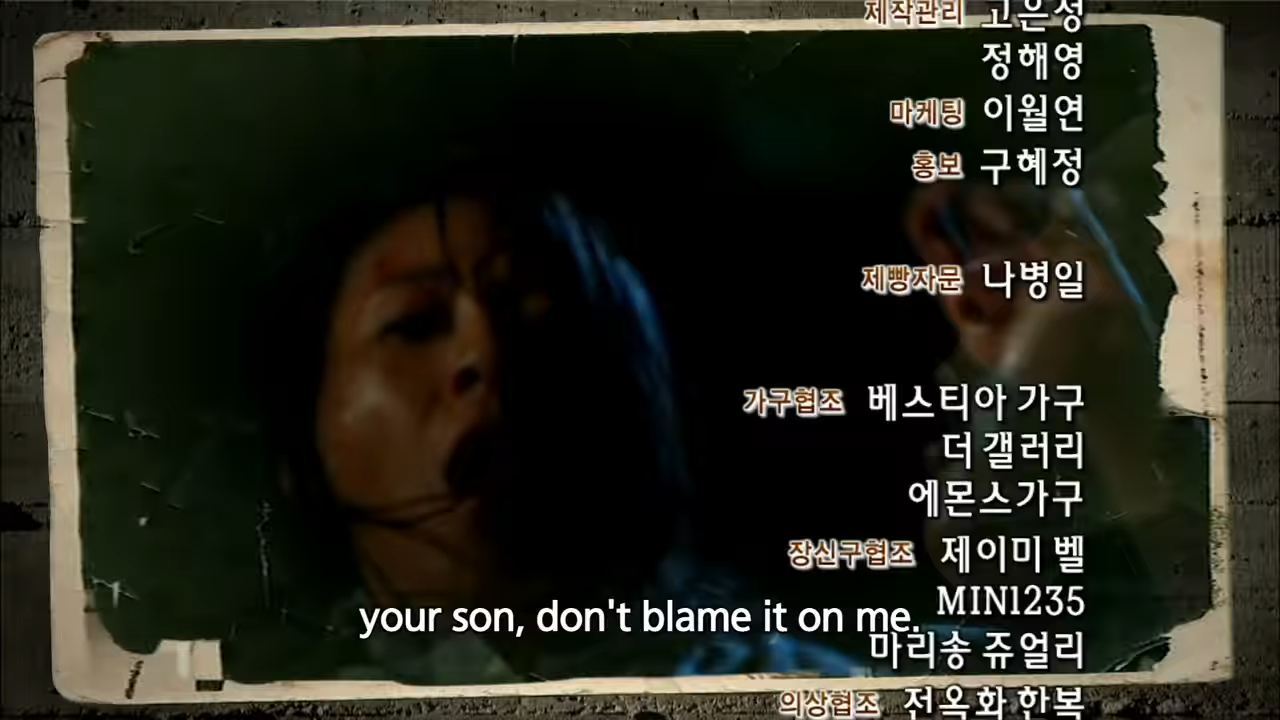 제작관리 고은성
정해영
마케팅 이월연
홍보 구혜정
제빵자문 나병일
가구협조 베스티아 가구
더 갤러리
에몬스가구
장신구협조 제이미 벨
MIN1235
your son, don't blame it on me.
마리송 쥬얼리
의상협조 전옥화 한복